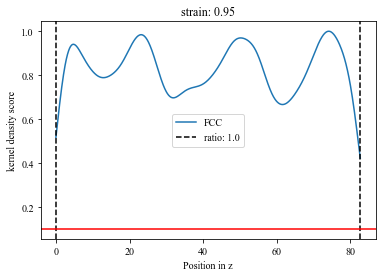 strain: 0.95
kernel density score
1.0
0.8
0.6
0.4
0.2
FCC
ratio: 1.0
0 20 40 60 80
Position in z